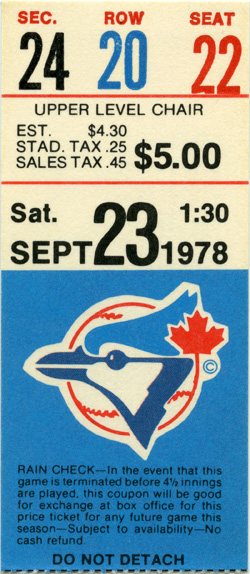 SEC. ROW SEAT
24 20 22
UPPER LEVEL CHAIR
EST. $4.30
STAD. TAX .25
SALES TAX .45 $5.00
Sat. 1:30
SEPT 23 1978
©
RAIN CHECK—In the event that this
game is terminated before 4½ innings
are played, this coupon will be good
for exchange at box office for this
price ticket for any future game this
season—Subject to availability—No
cash refund.
DO NOT DETACH